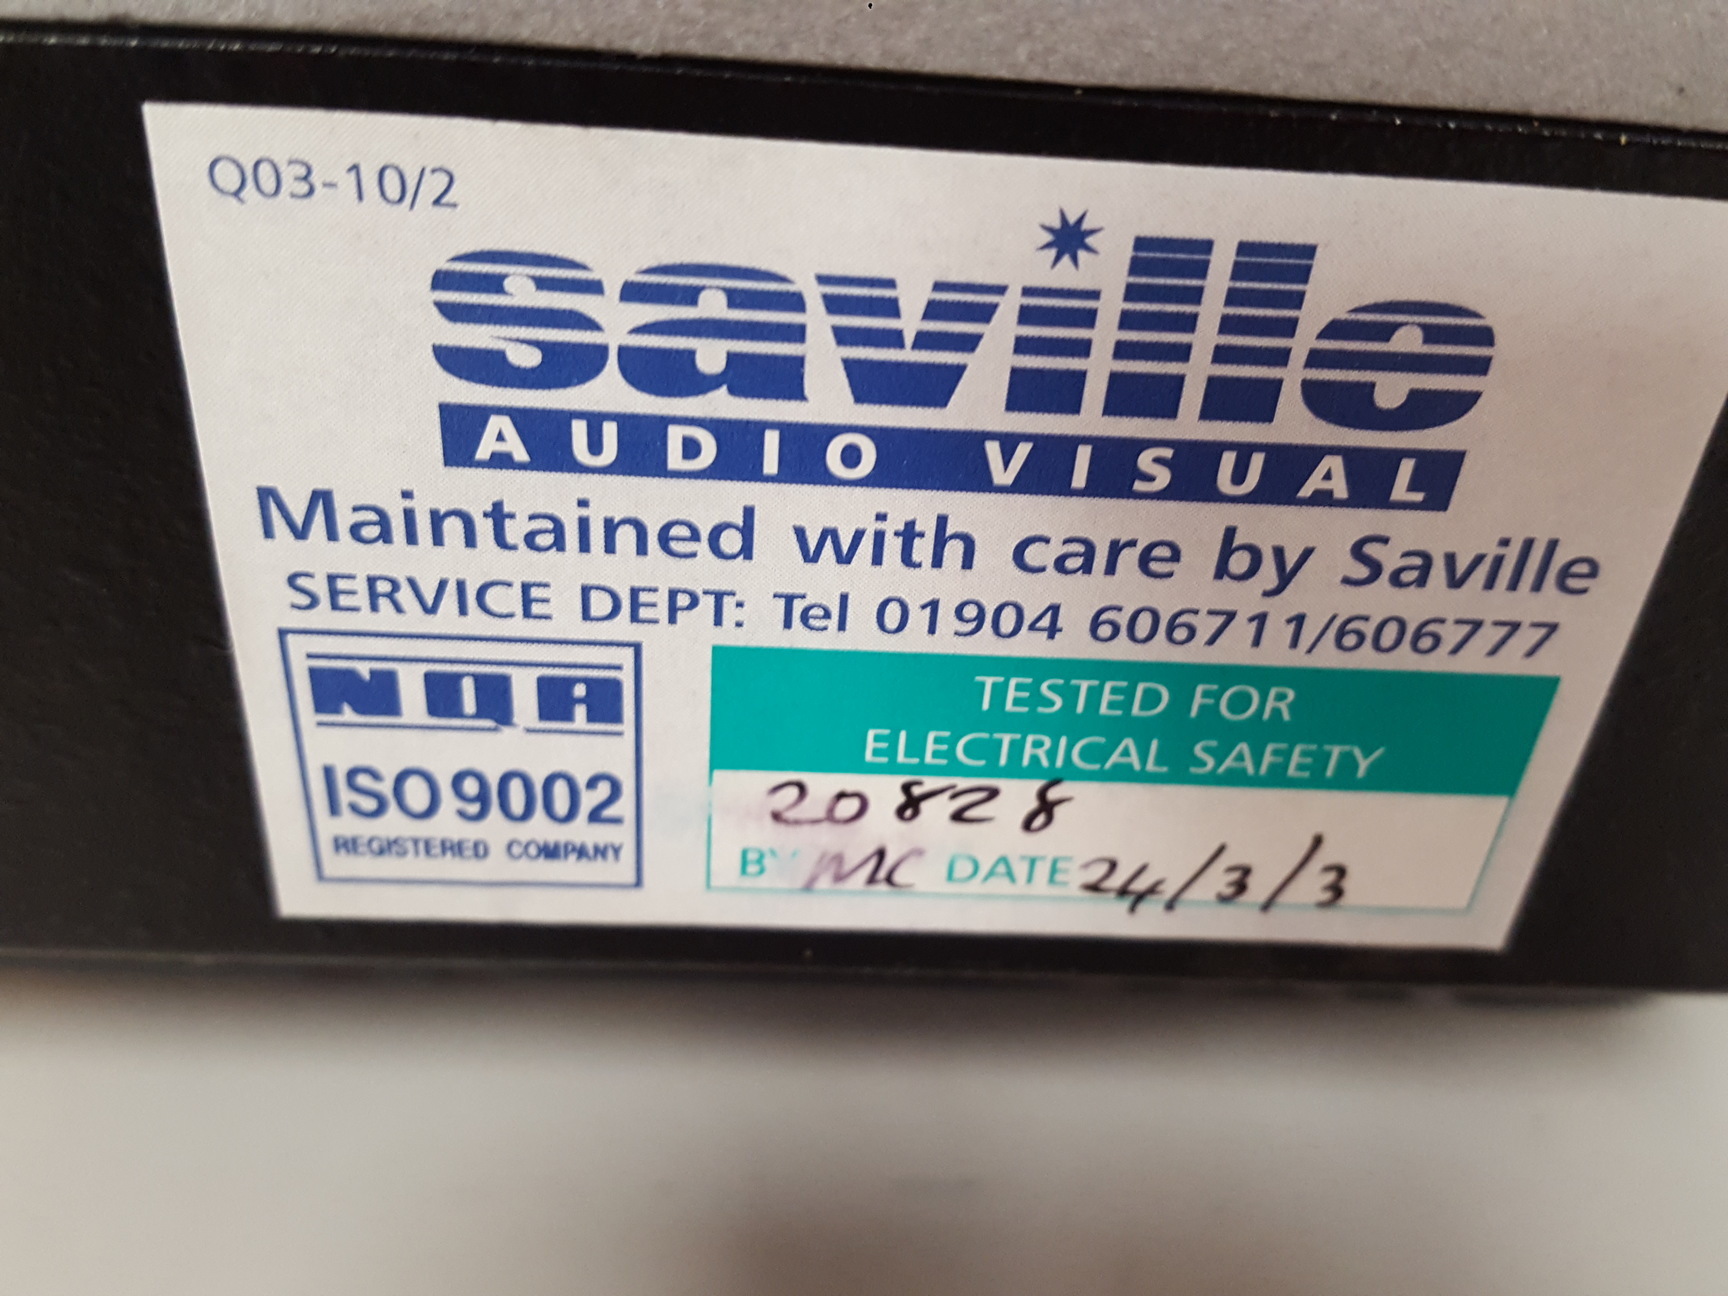 Q03-10/2
saville
AUDIO VISUAL
Maintained with care by Saville
SERVICE DEPT: Tel 01904 606711/606777
NQA
ISO9002
REGISTERED COMPANY
TESTED FOR
ELECTRICAL SAFETY
20828
BY MC DATE 24/3/3